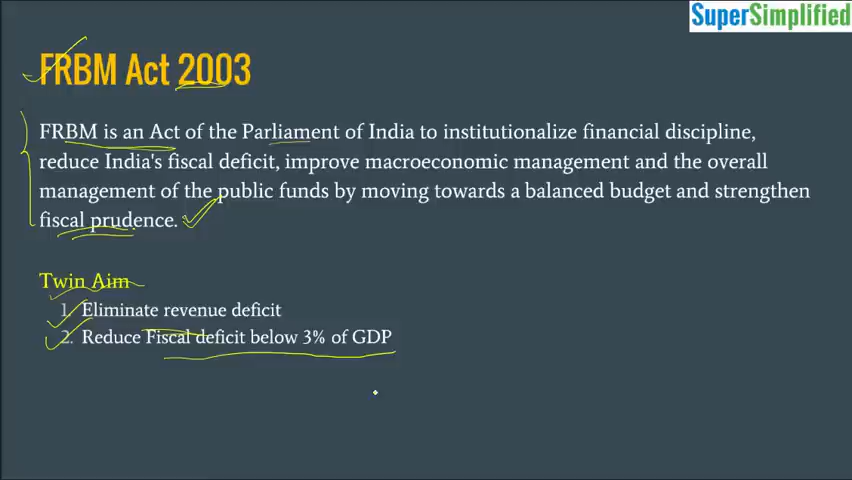 SuperSimplified
FRBM Act 2003
FRBM is an Act of the Parliament of India to institutionalize financial discipline,
reduce India's fiscal deficit, improve macroeconomic management and the overall
management of the public funds by moving towards a balanced budget and strengthen
fiscal prudence.
Twin Aim
1. Eliminate revenue deficit
2. Reduce Fiscal deficit below 3% of GDP